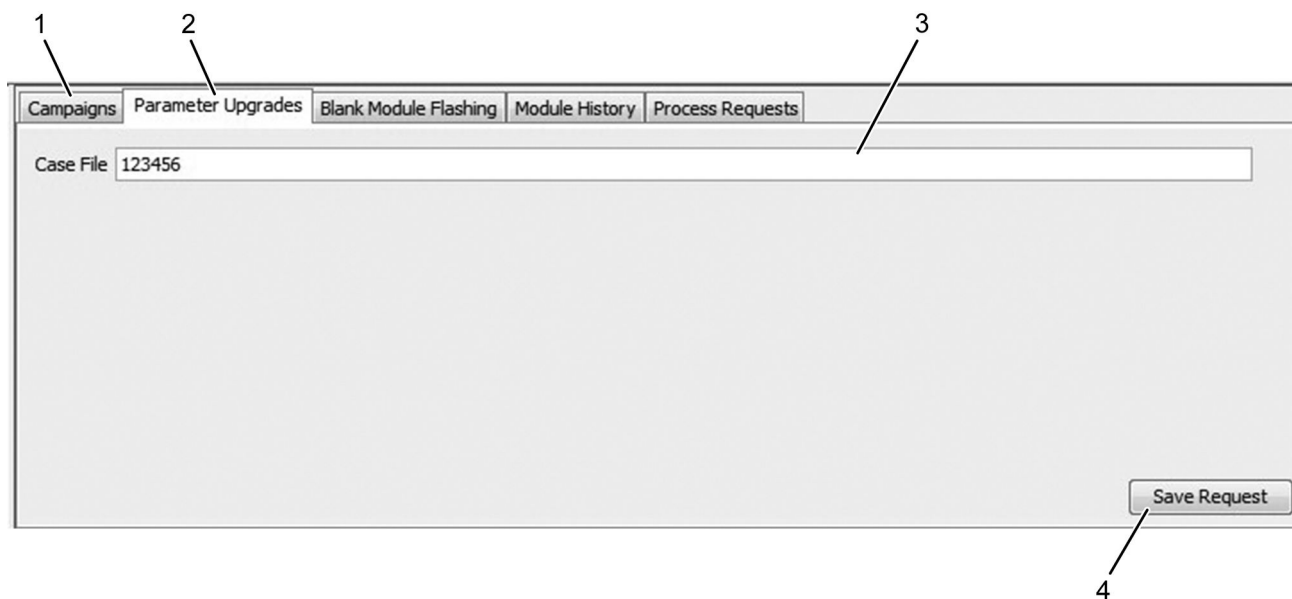 1 2 3
Campaigns Parameter Upgrades Blank Module Flashing Module History Process Requests
Case File 123456
Save Request
4